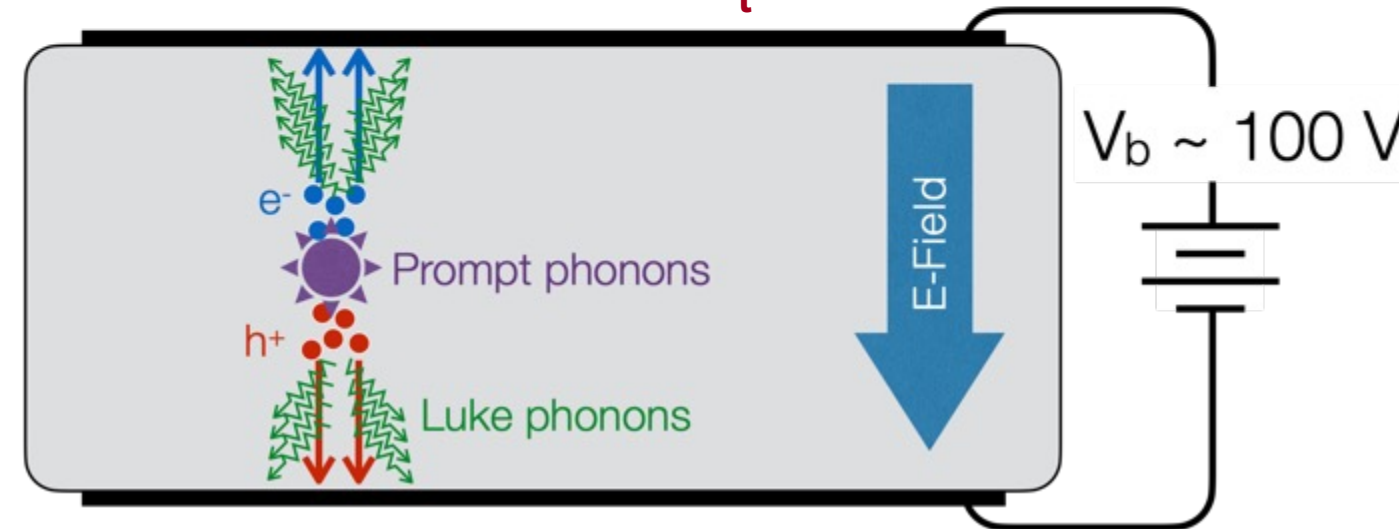 e-
Prompt phonons
h+
Luke phonons
E-Field
Vb ~ 100 V